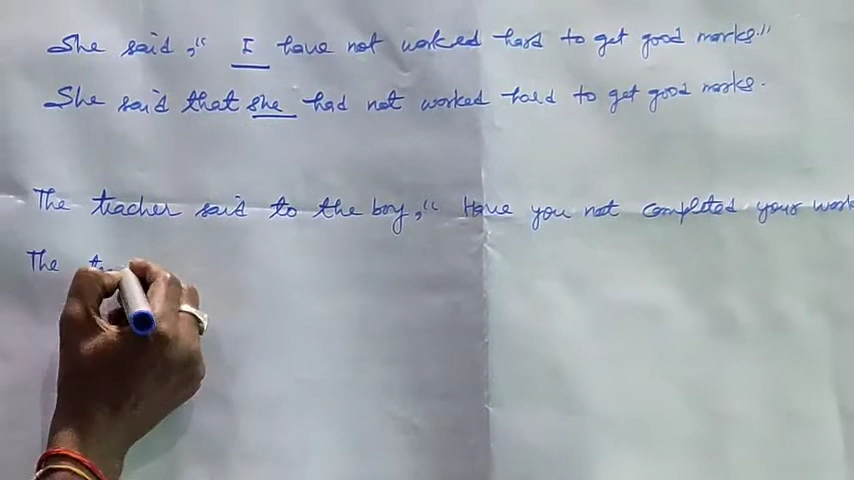 She said ," I have not worked hard to get good marks."
She said that she had not worked hard to get good marks.
The teacher said to the boy," Have you not completed your work
The